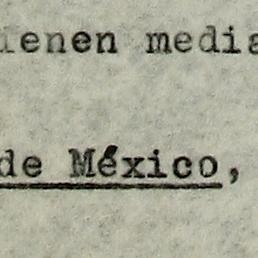 ienen media
de México,